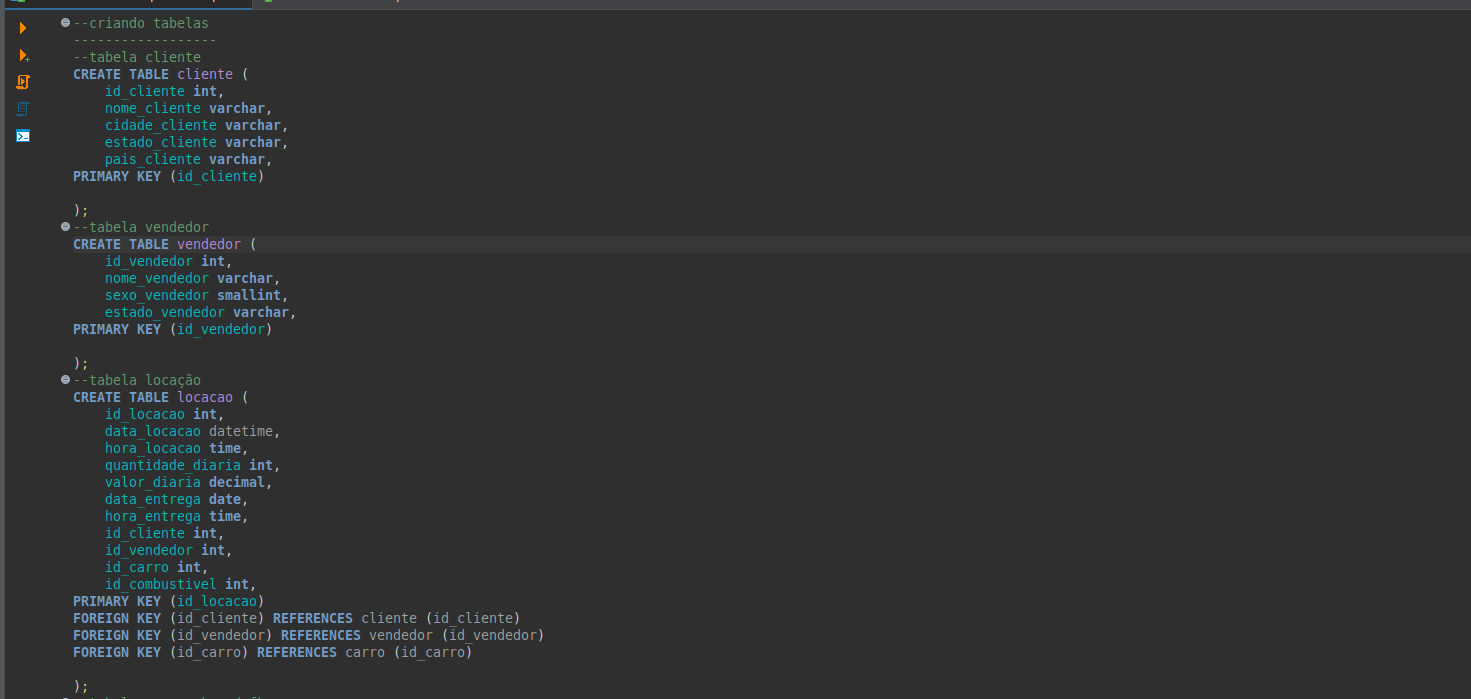 --criando tabelas
------------------
--tabela cliente
CREATE TABLE cliente (
    id_cliente int,
    nome_cliente varchar,
    cidade_cliente varchar,
    estado_cliente varchar,
    pais_cliente varchar,
PRIMARY KEY (id_cliente)

);
--tabela vendedor
CREATE TABLE vendedor (
    id_vendedor int,
    nome_vendedor varchar,
    sexo_vendedor smallint,
    estado_vendedor varchar,
PRIMARY KEY (id_vendedor)

);
--tabela locação
CREATE TABLE locacao (
    id_locacao int,
    data_locacao datetime,
    hora_locacao time,
    quantidade_diaria int,
    valor_diaria decimal,
    data_entrega date,
    hora_entrega time,
    id_cliente int,
    id_vendedor int,
    id_carro int,
    id_combustivel int,
PRIMARY KEY (id_locacao)
FOREIGN KEY (id_cliente) REFERENCES cliente (id_cliente)
FOREIGN KEY (id_vendedor) REFERENCES vendedor (id_vendedor)
FOREIGN KEY (id_carro) REFERENCES carro (id_carro)

);